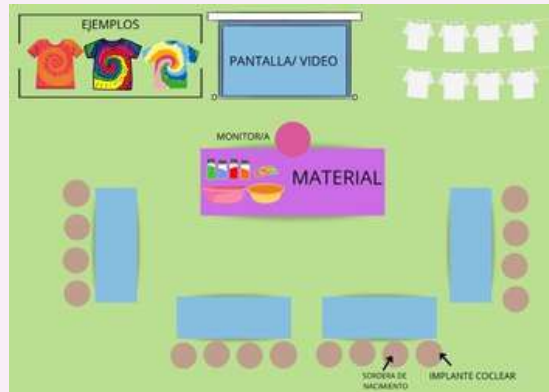 EJEMPLOS
PANTALLA/ VIDEO
MONITOR/A
MATERIAL
SORDERA DE
NACIMIENTO
IMPLANTE COCLEAR